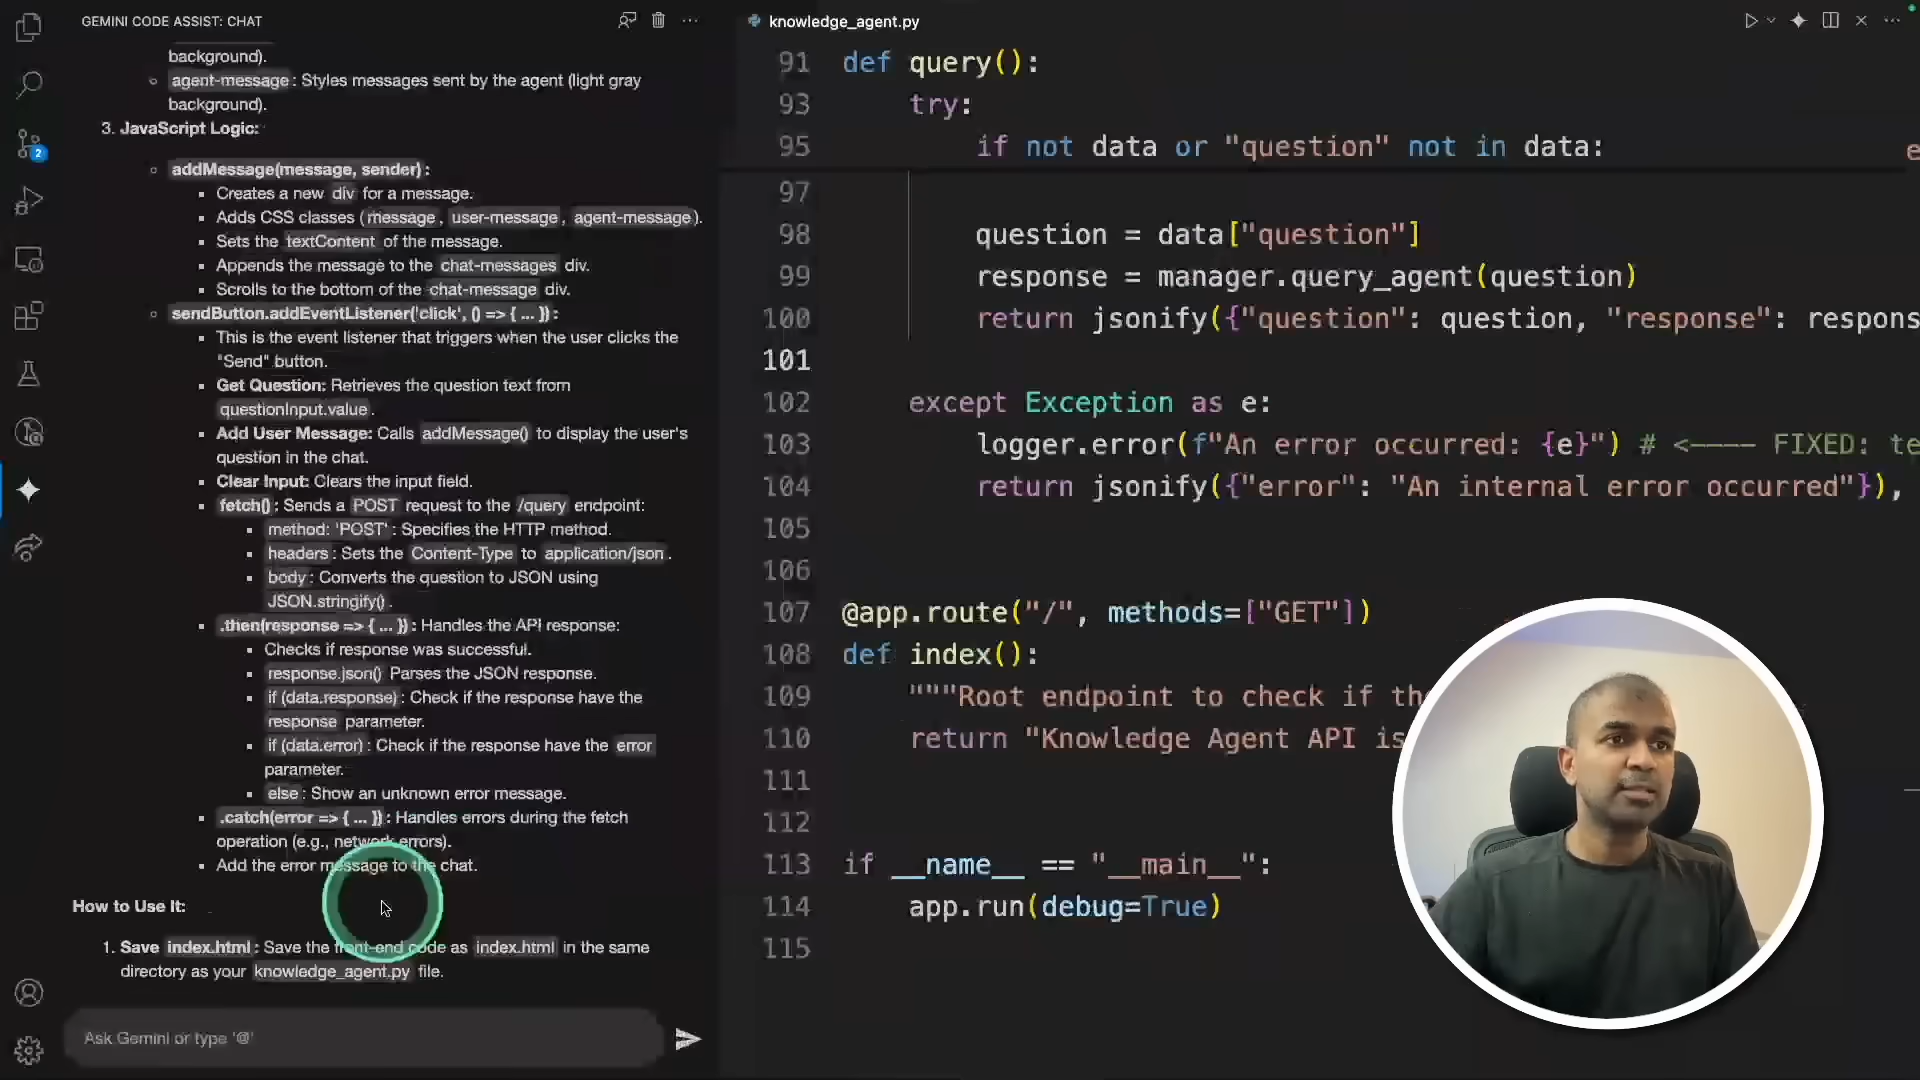 GEMINI CODE ASSIST: CHAT
background).
agent-message : Styles messages sent by the agent (light gray
background).
3. JavaScript Logic:
addMessage(message, sender) :
Creates a new div for a message.
Adds CSS classes ( message , user-message , agent-message ).
Sets the textContent of the message.
Appends the message to the chat-messages div.
Scrolls to the bottom of the chat-message div.
sendButton.addEventListener('click', () => { ... }) :
This is the event listener that triggers when the user clicks the
"Send" button.
Get Question: Retrieves the question text from
questionInput.value .
Add User Message: Calls addMessage() to display the user's
question in the chat.
Clear Input: Clears the input field.
fetch() : Sends a POST request to the /query endpoint:
method: 'POST' : Specifies the HTTP method.
headers : Sets the Content-Type to application/json .
body : Converts the question to JSON using
JSON.stringify() .
.then(response => { ... }) : Handles the API response:
Checks if response was successful.
response.json() Parses the JSON response.
if (data.response) : Check if the response have the
response parameter.
if (data.error) : Check if the response have the error
parameter.
else : Show an unknown error message.
.catch(error => { ... }) : Handles errors during the fetch
operation (e.g., network errors).
Add the error message to the chat.
How to Use It:
1. Save index.html : Save the front-end code as index.html in the same
directory as your knowledge_agent.py file.
Ask Gemini or type '@'
2
knowledge_agent.py
91 def query():
93 try:
95 if not data or "question" not in data:
97
98 question = data["question"]
99 response = manager.query_agent(question)
100 return jsonify({"question": question, "response": respons
101
102 except Exception as e:
103 logger.error(f"An error occurred: {e}") # <---- FIXED: te
104 return jsonify({"error": "An internal error occurred"}),
105
106
107 @app.route("/", methods=["GET"])
108 def index():
109 """Root endpoint to check if the
110 return "Knowledge Agent API is
111
112
113 if __name__ == "__main__":
114 app.run(debug=True)
115